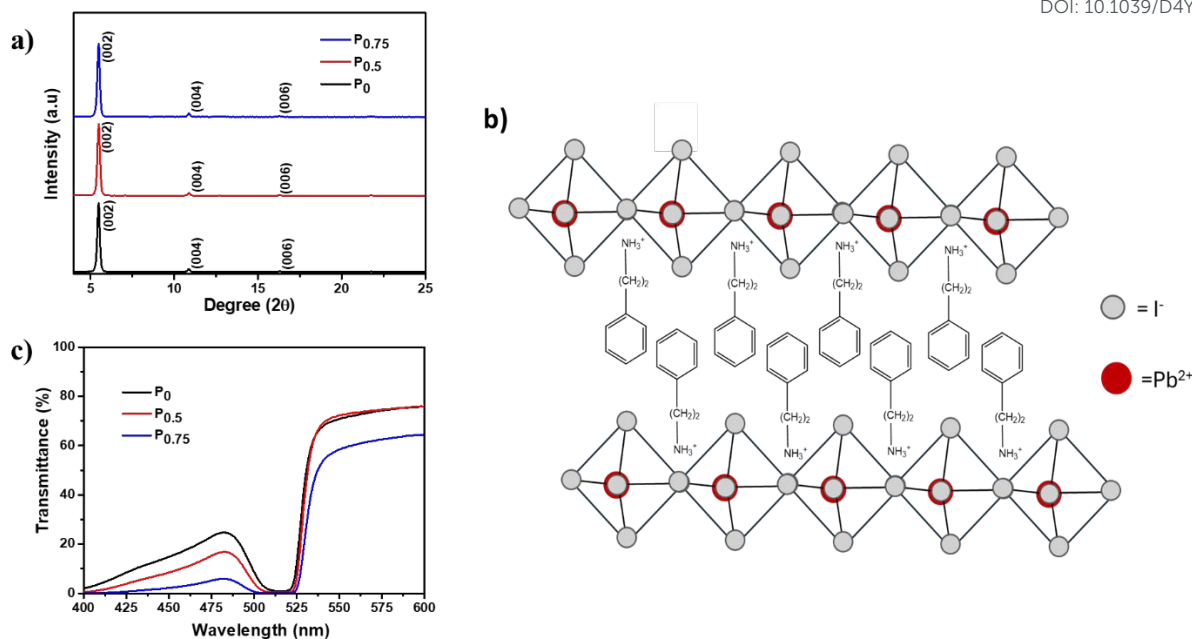 DOI: 10.1039/D4Y
a)
P0.75
P0.5
P0
(002)
(004)
(006)
(002)
(004)
(006)
(002)
(004)
(006)
Intensity (a.u)
5 10 15 20 25
Degree (2θ)
b)
NH3+ NH3+ NH3+ NH3+
(CH2)2 (CH2)2 (CH2)2 (CH2)2
(CH2)2 (CH2)2 (CH2)2 (CH2)2
NH3+ NH3+ NH3+ NH3+
= I-
=Pb2+
c)
100
80
60
40
20
0
Transmittance (%)
P0
P0.5
P0.75
400 425 450 475 500 525 550 575 600
Wavelength (nm)